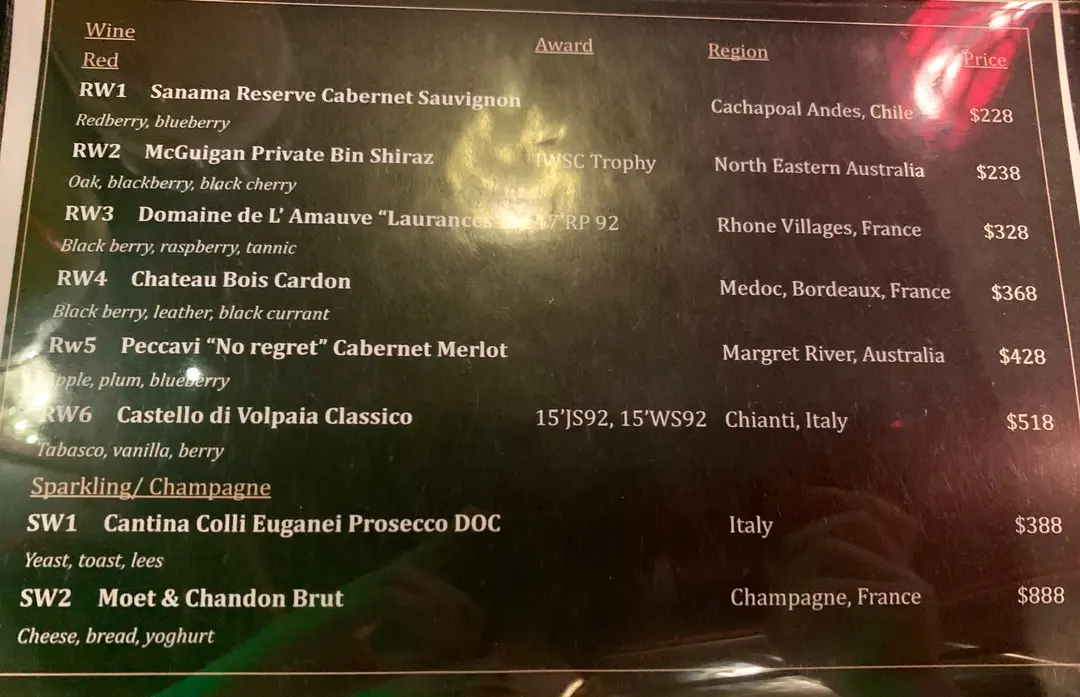 Wine
Red Award Region Price
RW1 Sanama Reserve Cabernet Sauvignon Cachapoal Andes, Chile $228
Redberry, blueberry
RW2 McGuigan Private Bin Shiraz IWSC Trophy North Eastern Australia $238
Oak, blackberry, black cherry
RW3 Domaine de L' Amauve “Laurances 17'RP 92 Rhone Villages, France $328
Black berry, raspberry, tannic
RW4 Chateau Bois Cardon Medoc, Bordeaux, France $368
Black berry, leather, black currant
Rw5 Peccavi “No regret” Cabernet Merlot Margret River, Australia $428
Apple, plum, blueberry
RW6 Castello di Volpaia Classico 15'JS92, 15'WS92 Chianti, Italy $518
Tabasco, vanilla, berry
Sparkling/ Champagne
SW1 Cantina Colli Euganei Prosecco DOC Italy $388
Yeast, toast, lees
SW2 Moet & Chandon Brut Champagne, France $888
Cheese, bread, yoghurt